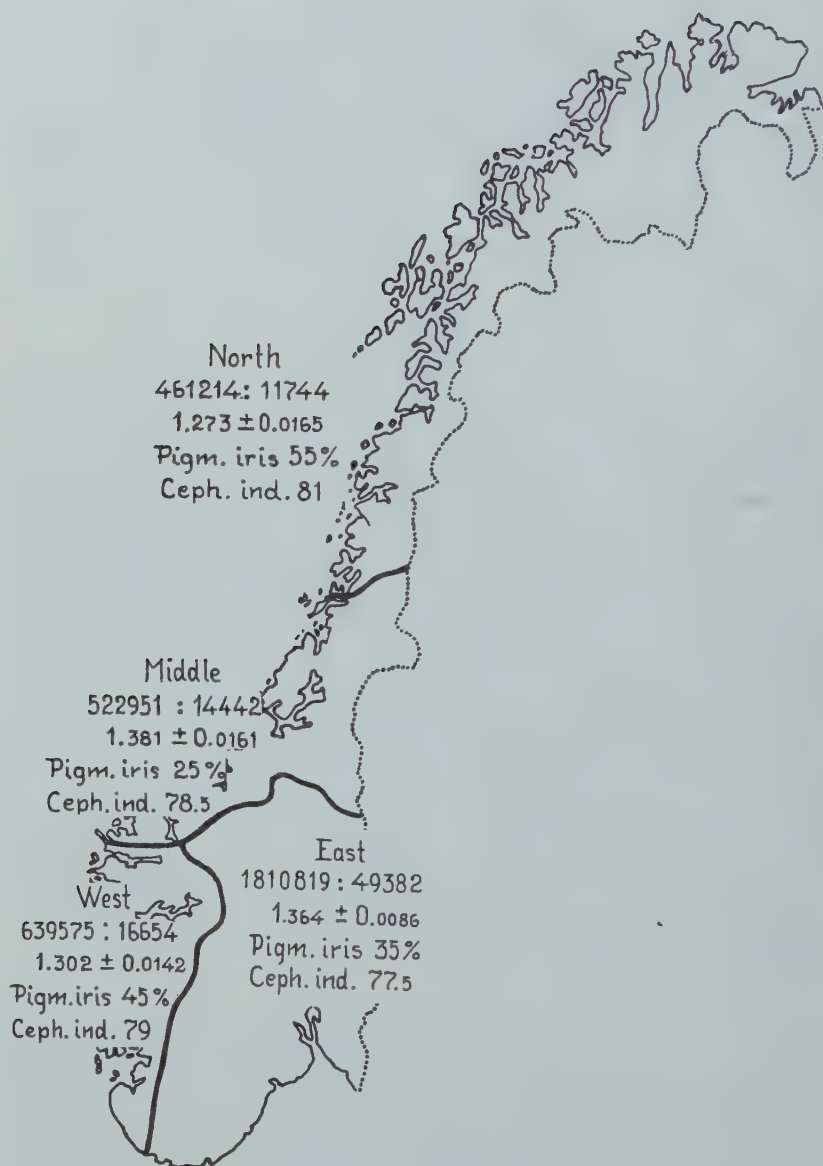 North
461214: 11744
1.273 ± 0.0165
Pigm. iris 55%
Ceph. ind. 81
Middle
522951 : 14442
1.381 ± 0.0161
Pigm. iris 25%
Ceph. ind. 78.5
East
1810819 : 49382
1.364 ± 0.0086
Pigm. iris 35%
Ceph. ind. 77.5
West
639575 : 16654
1.302 ± 0.0142
Pigm. iris 45%
Ceph. ind. 79